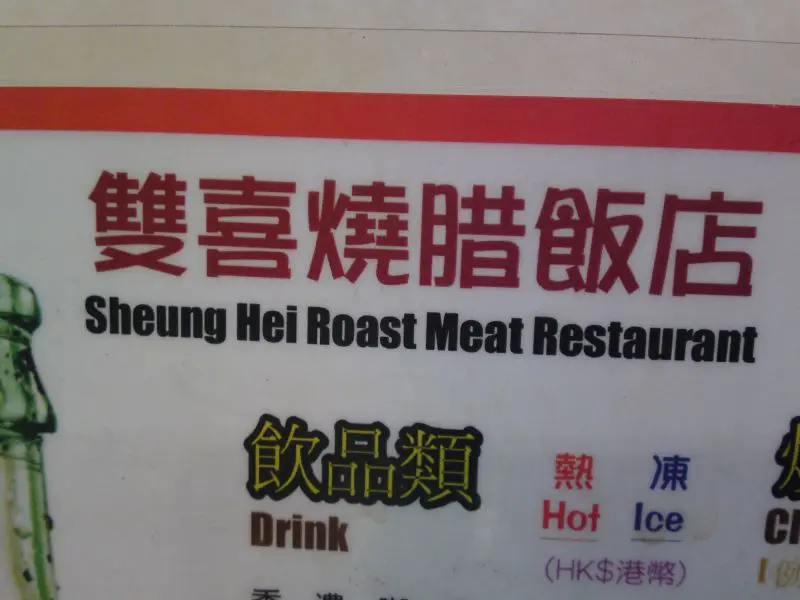 雙喜燒腊飯店
Sheung Hei Roast Meat Restaurant
飲品類 熱 凍
Drink Hot Ice
(HK$港幣)